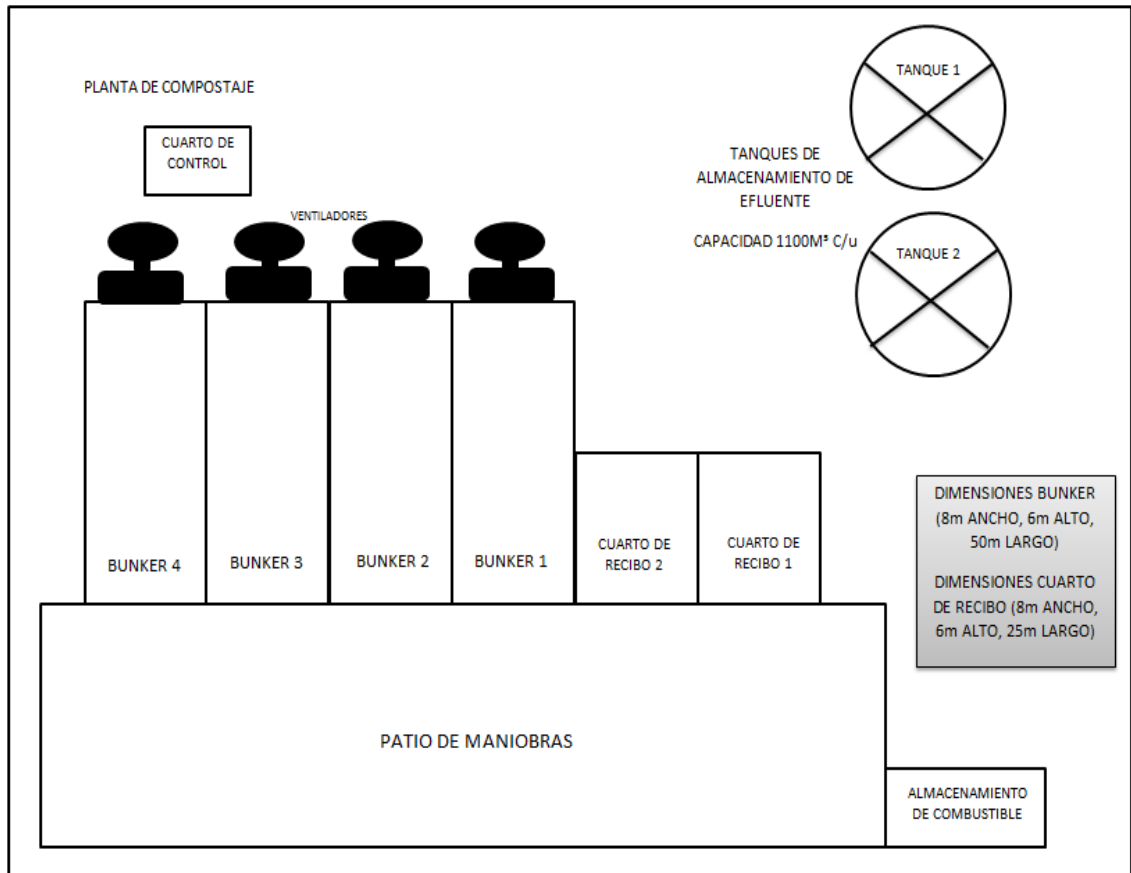 PLANTA DE COMPOSTAJE
CUARTO DE
CONTROL
VENTILADORES
TANQUE 1
TANQUES DE
ALMACENAMIENTO DE
EFLUENTE
CAPACIDAD 1100M³ C/u
TANQUE 2
BUNKER 4
BUNKER 3
BUNKER 2
BUNKER 1
CUARTO DE
RECIBO 2
CUARTO DE
RECIBO 1
DIMENSIONES BUNKER
(8m ANCHO, 6m ALTO,
50m LARGO)
DIMENSIONES CUARTO
DE RECIBO (8m ANCHO,
6m ALTO, 25m LARGO)
PATIO DE MANIOBRAS
ALMACENAMIENTO
DE COMBUSTIBLE